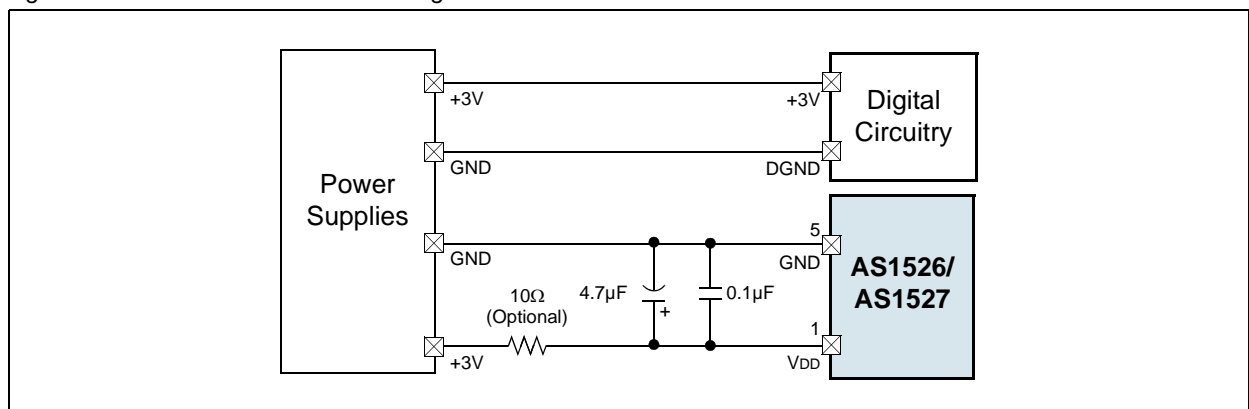 Power
Supplies
+3V
GND
GND
+3V
10Ω
(Optional)
4.7µF
+
0.1µF
+3V
DGND
Digital
Circuitry
5
GND
1
VDD
AS1526/
AS1527